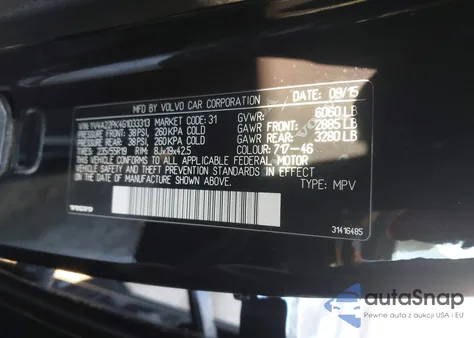 MFD BY VOLVO CAR CORPORATION DATE: 09/15
VIN: YV4A22PK4G1033313 MARKET CODE: 31 GVWR: 6060 LB
PRESSURE FRONT: 38 PSI, 260 KPA COLD GAWR FRONT: 2885 LB
PRESSURE REAR: 38 PSI, 260 KPA COLD GAWR REAR: 3280 LB
TIRE: 235/55R19 RIM: 8Jx19x42.5 COLOUR: 717-46
CONFORMS TO ALL APPLICABLE FEDERAL MOTOR
VEHICLE SAFETY BUMPER AND THEFT PREVENTION STANDARDS IN EFFECT
ON THE DATE OF MANUFACTURE SHOWN ABOVE. TYPE: MPV
VOLVO
31416485
autoSnap
Pewne auta z aukcji USA i EU